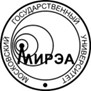 МОСКОВСКИЙ ГОСУДАРСТВЕННЫЙ УНИВЕРСИТЕТ
МИРЭА